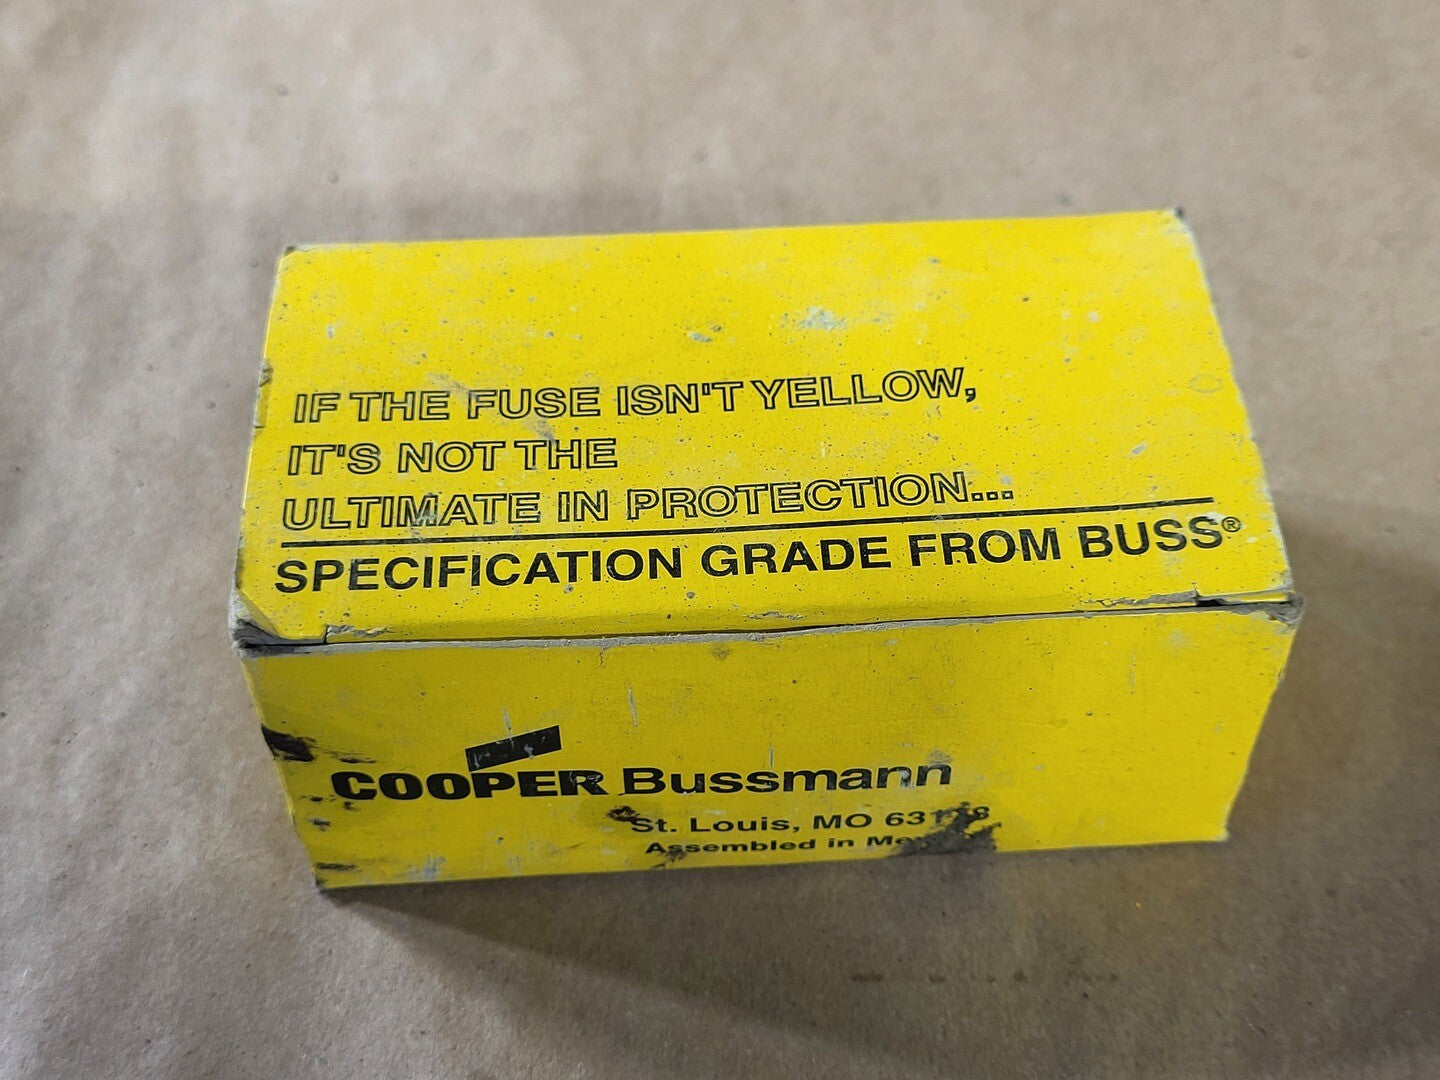 IF THE FUSE ISN'T YELLOW,
IT'S NOT THE
ULTIMATE IN PROTECTION...
SPECIFICATION GRADE FROM BUSS®
COOPER Bussmann
St. Louis, MO
Assembled in